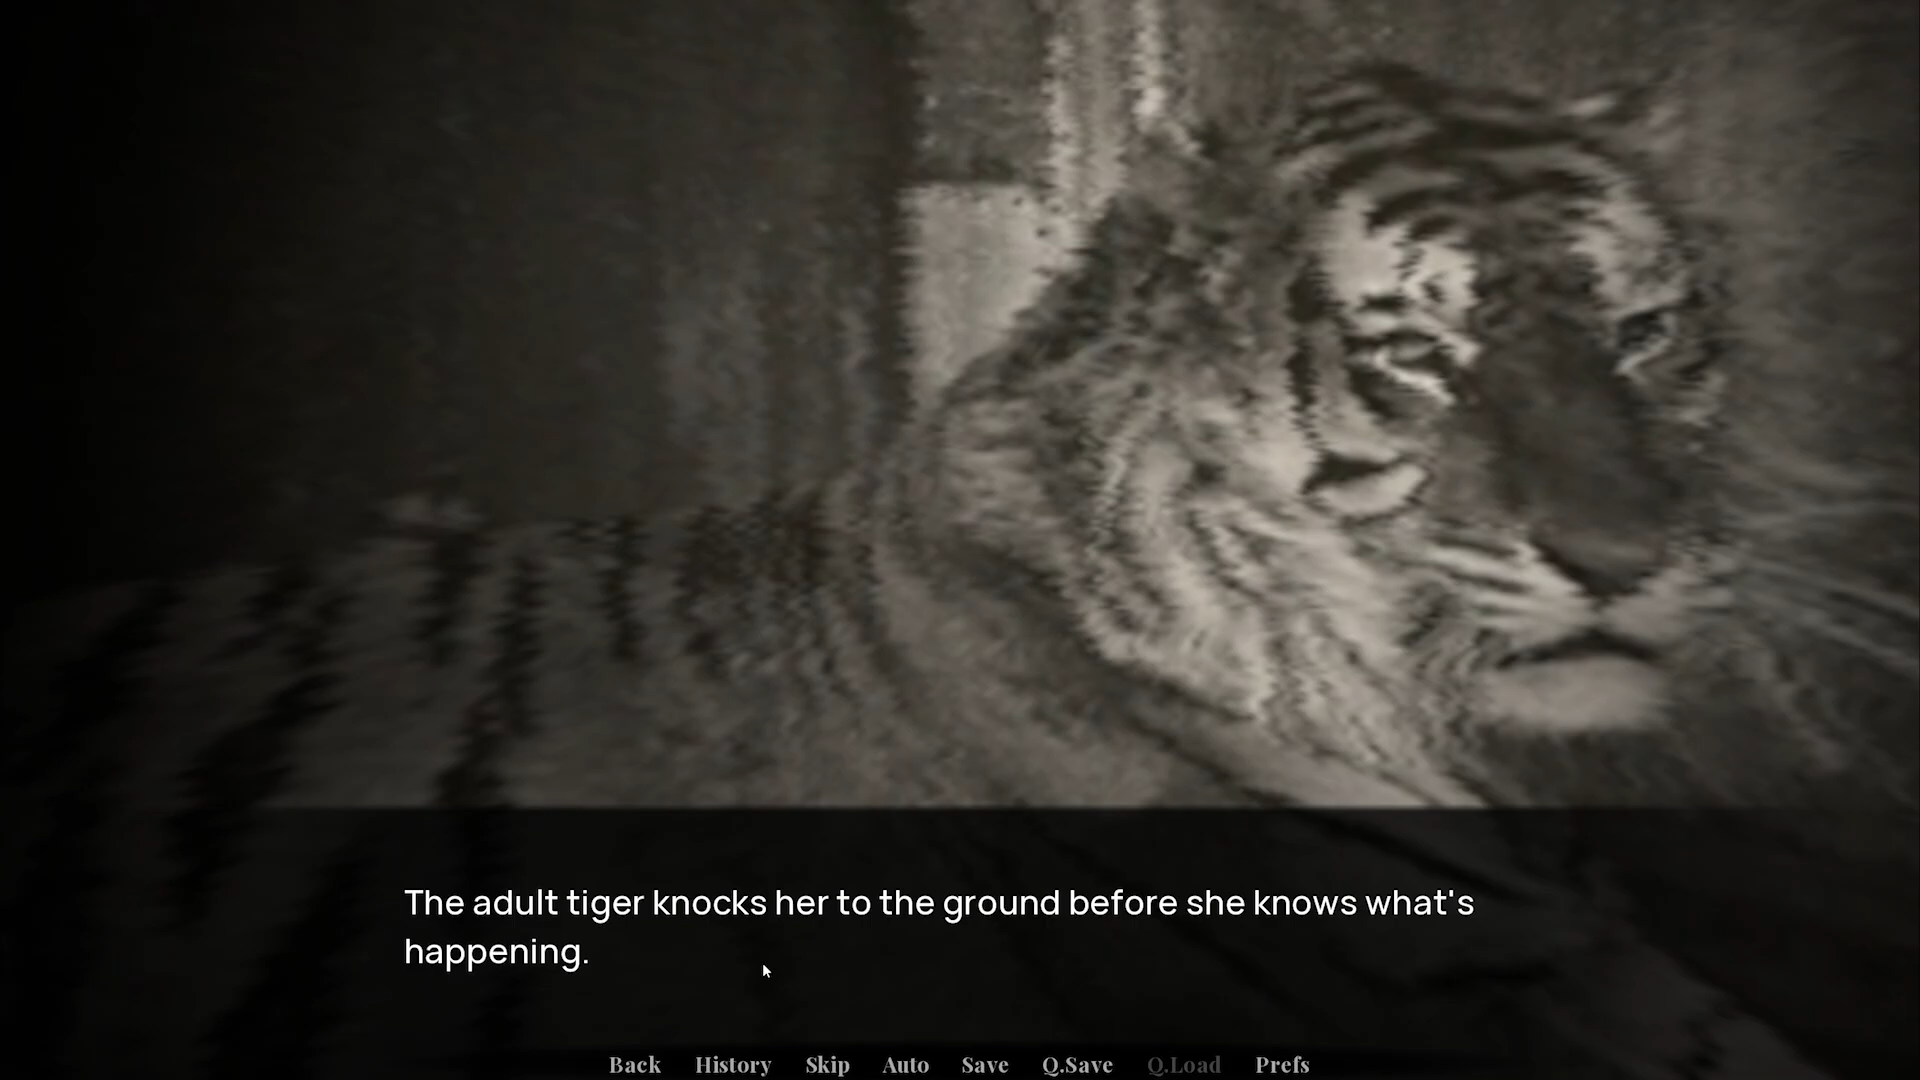 The adult tiger knocks her to the ground before she knows what's
happening.
Back History Skip Auto Save Q.Save Q.Load Prefs